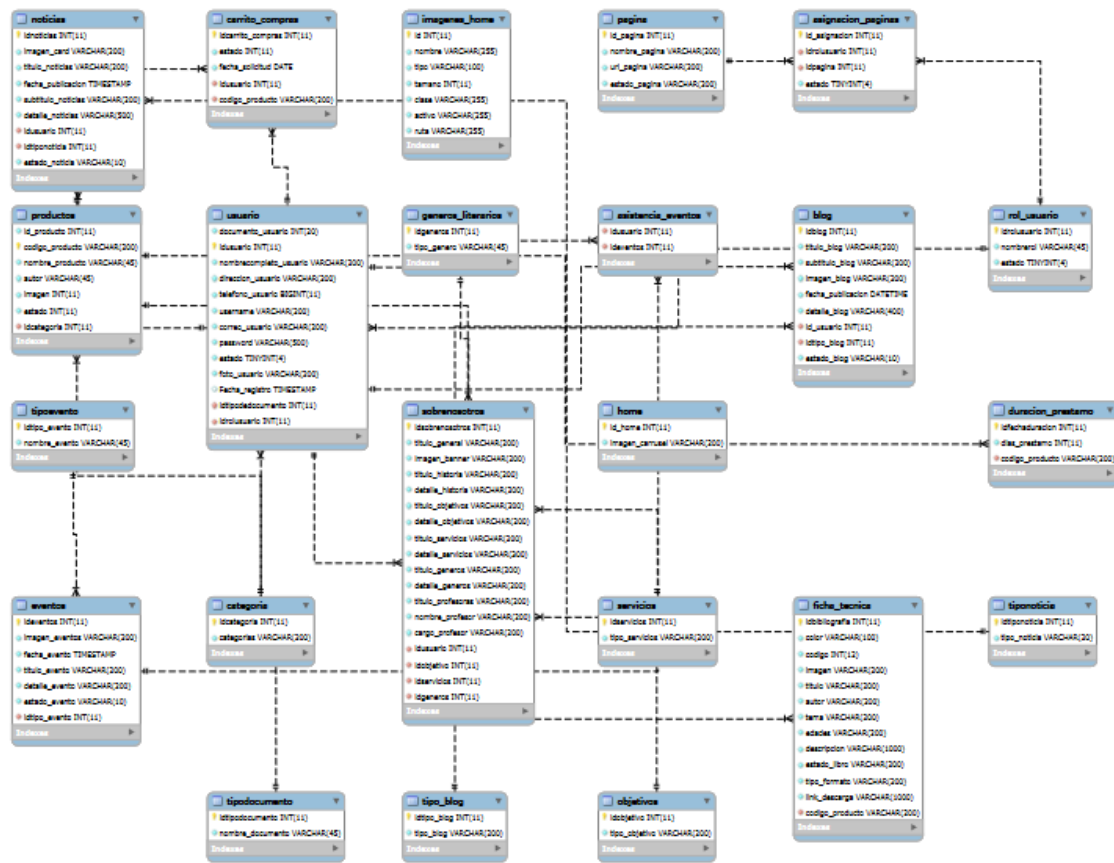 noticias
idnoticias INT(11)
imagen_card VARCHAR(200)
titulo_noticias VARCHAR(200)
fecha_publicacion TIMESTAMP
subtitulo_noticias VARCHAR(200)
detalle_noticias VARCHAR(500)
idusuario INT(11)
idtiponoticia INT(11)
estado_noticia VARCHAR(10)
Indexes
carrito_compras
idcarrito_compras INT(11)
estado INT(11)
fecha_solicitud DATE
idusuario INT(11)
codigo_producto VARCHAR(200)
Indexes
imagenes_home
id INT(11)
nombre VARCHAR(255)
tipo VARCHAR(100)
tamano INT(11)
clase VARCHAR(255)
activo VARCHAR(255)
ruta VARCHAR(255)
Indexes
pagina
id_pagina INT(11)
nombre_pagina VARCHAR(200)
url_pagina VARCHAR(200)
estado_pagina VARCHAR(200)
Indexes
asignacion_paginas
id_asignacion INT(11)
idrolusuario INT(11)
idpagina INT(11)
estado TINYINT(4)
Indexes
productos
id_producto INT(11)
codigo_producto VARCHAR(200)
nombre_producto VARCHAR(45)
autor VARCHAR(45)
imagen INT(11)
estado INT(11)
idcategoria INT(11)
Indexes
usuario
documento_usuario INT(20)
idusuario INT(11)
nombrecompleto_usuario VARCHAR(200)
direccion_usuario VARCHAR(200)
telefono_usuario BIGINT(11)
username VARCHAR(200)
correo_usuario VARCHAR(200)
password VARCHAR(500)
estado TINYINT(4)
foto_usuario VARCHAR(200)
Fecha_registro TIMESTAMP
idtipodedocumento INT(11)
idrolusuario INT(11)
Indexes
generos_literarios
idgeneros INT(11)
tipo_genero VARCHAR(45)
Indexes
asistencia_eventos
idusuario INT(11)
ideventos INT(11)
Indexes
blog
idblog INT(11)
titulo_blog VARCHAR(200)
subtitulo_blog VARCHAR(200)
imagen_blog VARCHAR(200)
fecha_publicacion DATETIME
detalle_blog VARCHAR(400)
id_usuario INT(11)
idtipo_blog INT(11)
estado_blog VARCHAR(10)
Indexes
rol_usuario
idrolusuario INT(11)
nombrerol VARCHAR(45)
estado TINYINT(4)
Indexes
tipoevento
idtipo_evento INT(11)
nombre_evento VARCHAR(45)
Indexes
sobrenosotros
idsobrenosotros INT(11)
titulo_general VARCHAR(200)
imagen_banner VARCHAR(200)
titulo_historia VARCHAR(200)
detalle_historia VARCHAR(200)
titulo_objetivos VARCHAR(200)
detalle_objetivos VARCHAR(200)
titulo_servicios VARCHAR(200)
detalle_servicios VARCHAR(200)
titulo_generos VARCHAR(200)
detalle_generos VARCHAR(200)
titulo_profesoras VARCHAR(200)
nombre_profesor VARCHAR(200)
cargo_profesor VARCHAR(200)
idusuario INT(11)
idobjetivo INT(11)
idservicios INT(11)
idgeneros INT(11)
Indexes
home
id_home INT(11)
imagen_carrusel VARCHAR(200)
Indexes
duracion_prestamo
idfechaduracion INT(11)
dias_prestamo INT(11)
codigo_producto VARCHAR(200)
Indexes
eventos
ideventos INT(11)
imagen_eventos VARCHAR(200)
fecha_evento TIMESTAMP
titulo_evento VARCHAR(200)
detalle_evento VARCHAR(200)
estado_evento VARCHAR(10)
idtipo_evento INT(11)
Indexes
categoria
idcategoria INT(11)
categorias VARCHAR(200)
Indexes
servicios
idservicios INT(11)
tipo_servicios VARCHAR(200)
Indexes
ficha_tecnica
idbibliografia INT(11)
color VARCHAR(100)
codigo INT(12)
imagen VARCHAR(200)
titulo VARCHAR(200)
autor VARCHAR(200)
tema VARCHAR(200)
edades VARCHAR(200)
descripcion VARCHAR(1000)
estado_libro VARCHAR(200)
tipo_formato VARCHAR(200)
link_descarga VARCHAR(1000)
codigo_producto VARCHAR(200)
Indexes
tiponoticia
idtiponoticia INT(11)
tipo_noticia VARCHAR(20)
Indexes
tipodocumento
idtipodocumento INT(11)
nombre_documento VARCHAR(45)
Indexes
tipo_blog
idtipo_blog INT(11)
tipo_blog VARCHAR(200)
Indexes
objetivos
idobjetivo INT(11)
tipo_objetivo VARCHAR(200)
Indexes